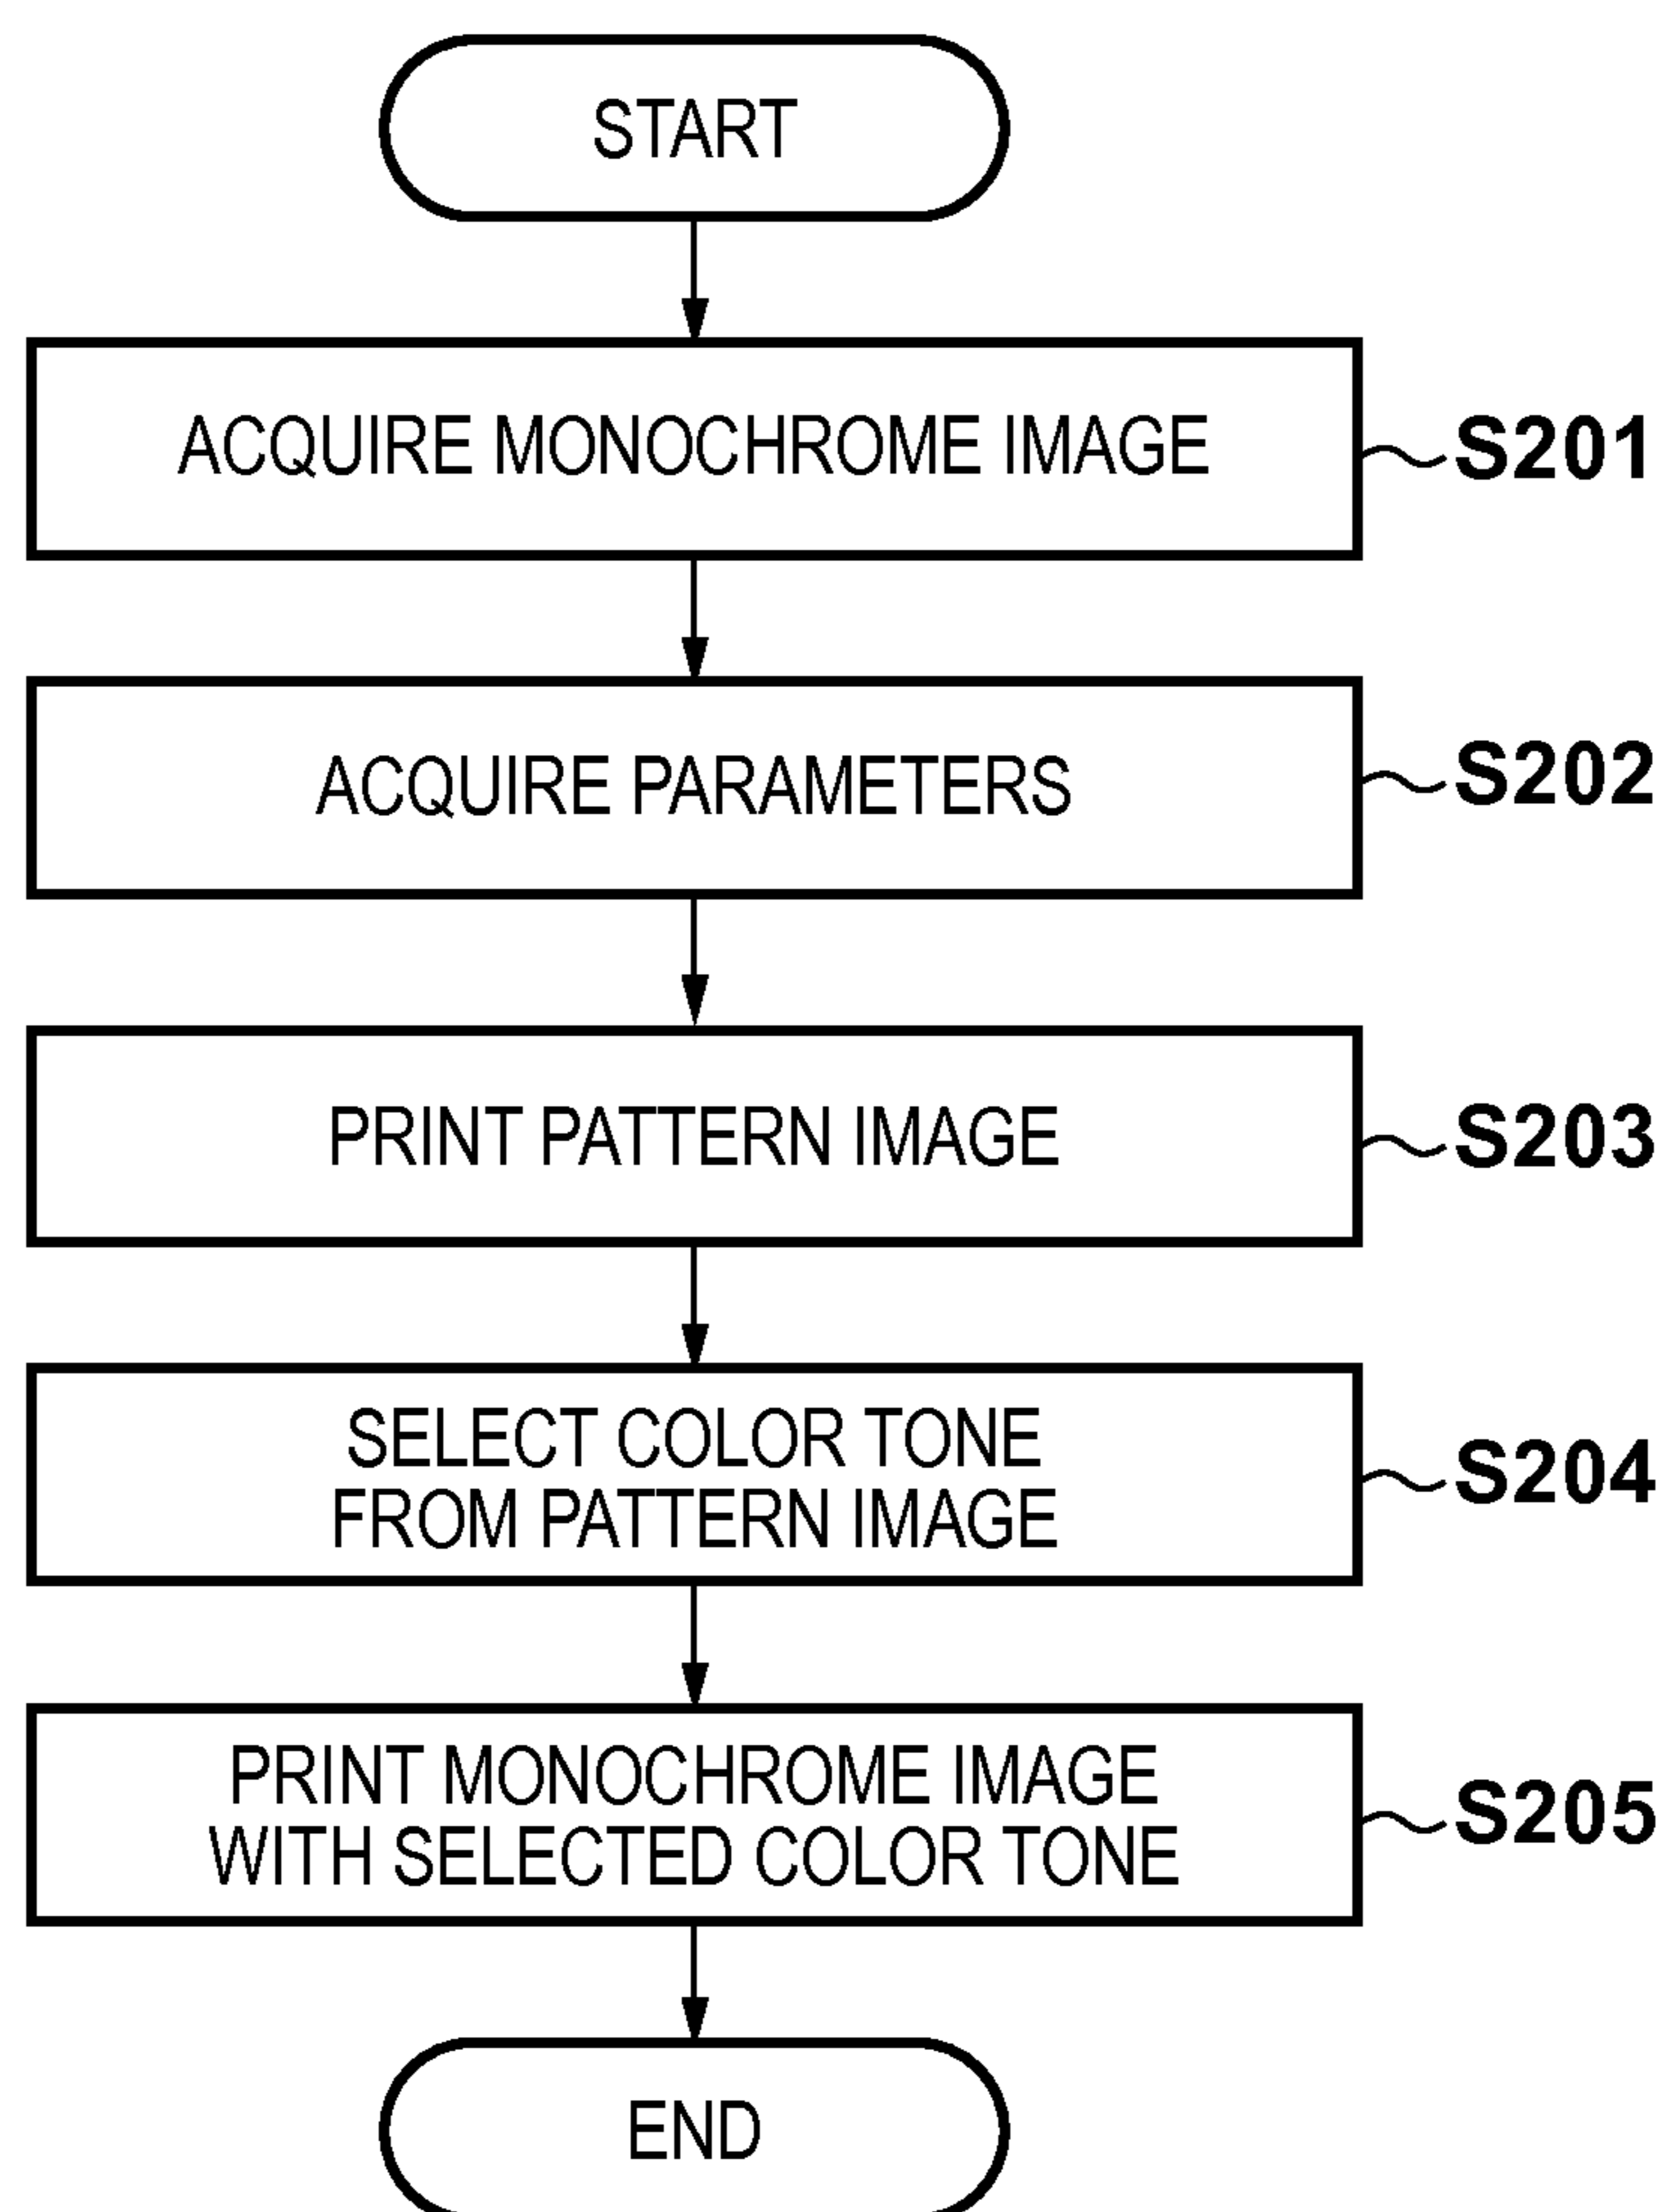 START
ACQUIRE MONOCHROME IMAGE
S201
ACQUIRE PARAMETERS
S202
PRINT PATTERN IMAGE
S203
SELECT COLOR TONE
FROM PATTERN IMAGE
S204
PRINT MONOCHROME IMAGE
WITH SELECTED COLOR TONE
S205
END